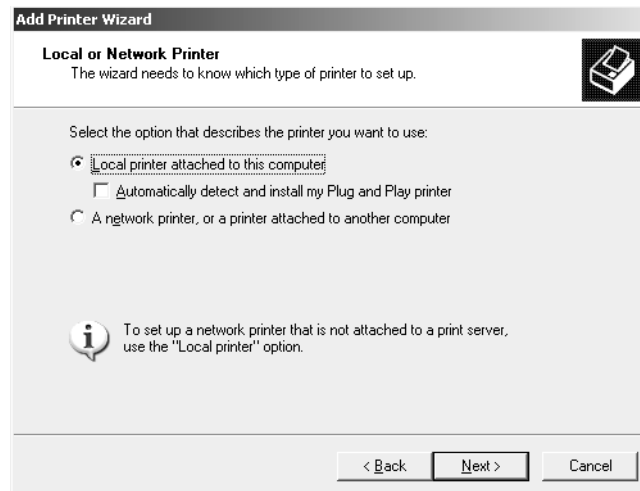 Add Printer Wizard
Local or Network Printer
The wizard needs to know which type of printer to set up.
Select the option that describes the printer you want to use:
Local printer attached to this computer
Automatically detect and install my Plug and Play printer
A network printer, or a printer attached to another computer
To set up a network printer that is not attached to a print server,
use the "Local printer" option.
< Back Next > Cancel